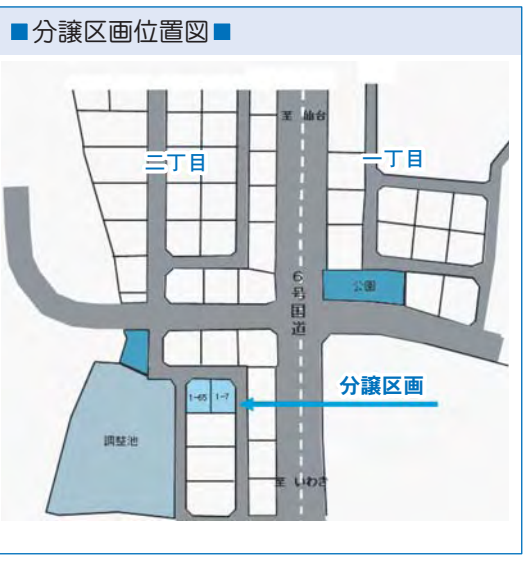 ■分譲区画位置図■
至 仙台
二丁目
一丁目
6号国道
公園
分譲区画
1-65
1-7
調整池
至 いわき